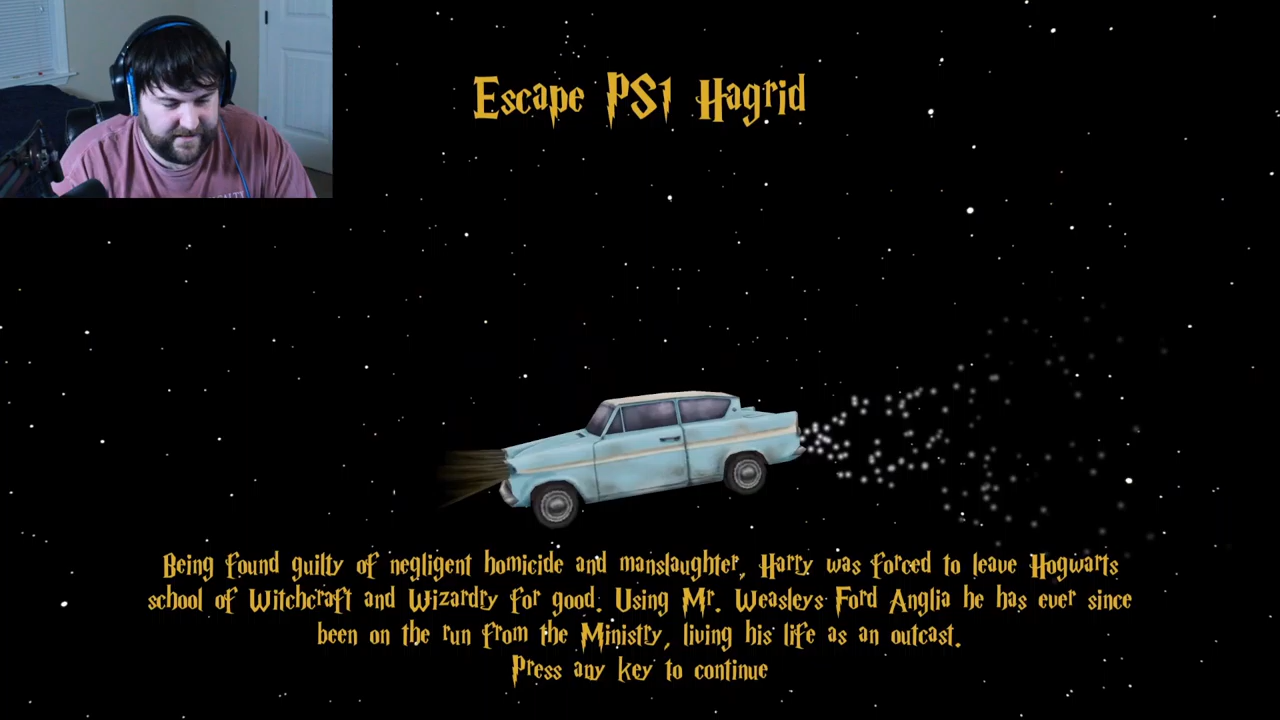 Escape PS1 Hagrid
Being found guilty of negligent homicide and manslaughter, Harry was forced to leave Hogwarts
school of Witchcraft and Wizardry for good. Using Mr. Weasleys Ford Anglia he has ever since
been on the run from the Ministry, living his life as an outcast.
Press any key to continue